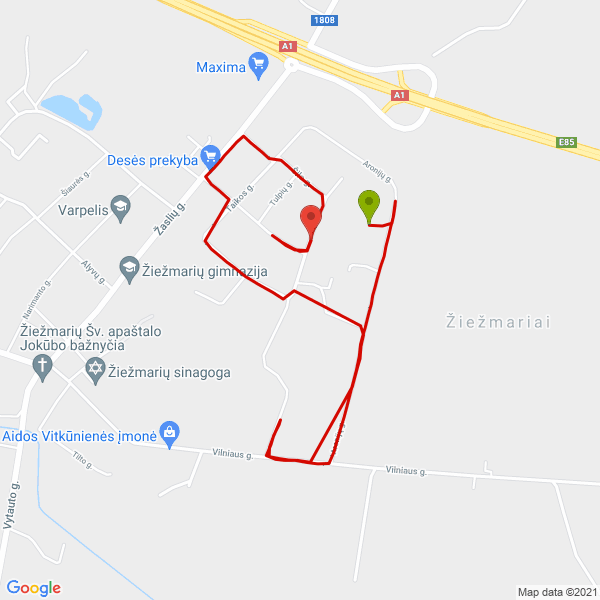 1808
A1
Maxima
A1
E85
Desės prekyba
Aronijų g.
Šiaurės g.
Taikos g.
Tulpių g.
Varpelis
Žaslių g.
Alyvų g.
Žiežmarių gimnazija
Narimanto g.
Žiežmarių Šv. apaštalo
Jokūbo bažnyčia
Žiežmariai
Žiežmarių sinagoga
Aidos Vitkūnienės įmonė
Vilniaus g.
Tilto g.
Vilniaus g.
Vytauto g.
Google
Map data ©2021